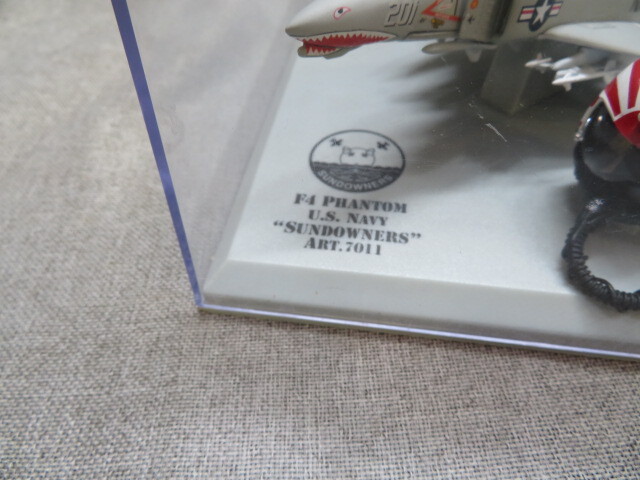 201
SUNDOWNERS
F4 PHANTOM
U.S. NAVY
"SUNDOWNERS"
ART.7011